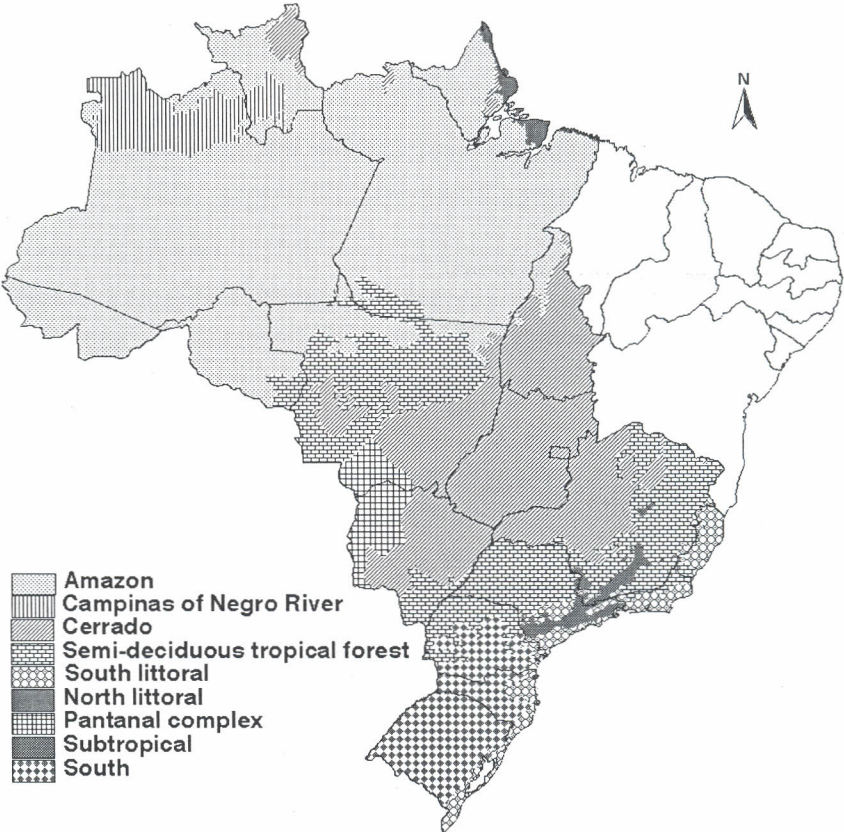 N
Amazon
Campinas of Negro River
Cerrado
Semi-deciduous tropical forest
South littoral
North littoral
Pantanal complex
Subtropical
South